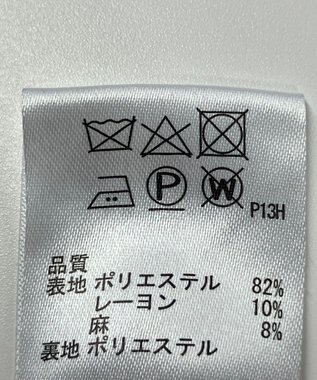 P W P13H
品質
表地 ポリエステル 82%
レーヨン 10%
麻 8%
裏地 ポリエステル